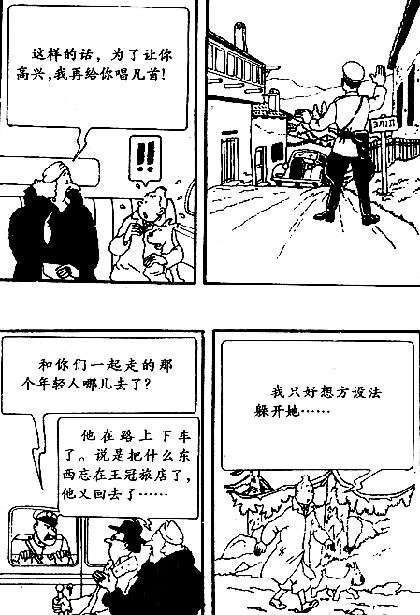 这样的话，为了让你
高兴，我再给你唱几首！
!!
和你们一起走的那
个年轻人哪儿去了？
他在路上下车
了。说是把什么东
西忘在王冠旅店了，
他又回去了……
我只好想方设法
躲开她……